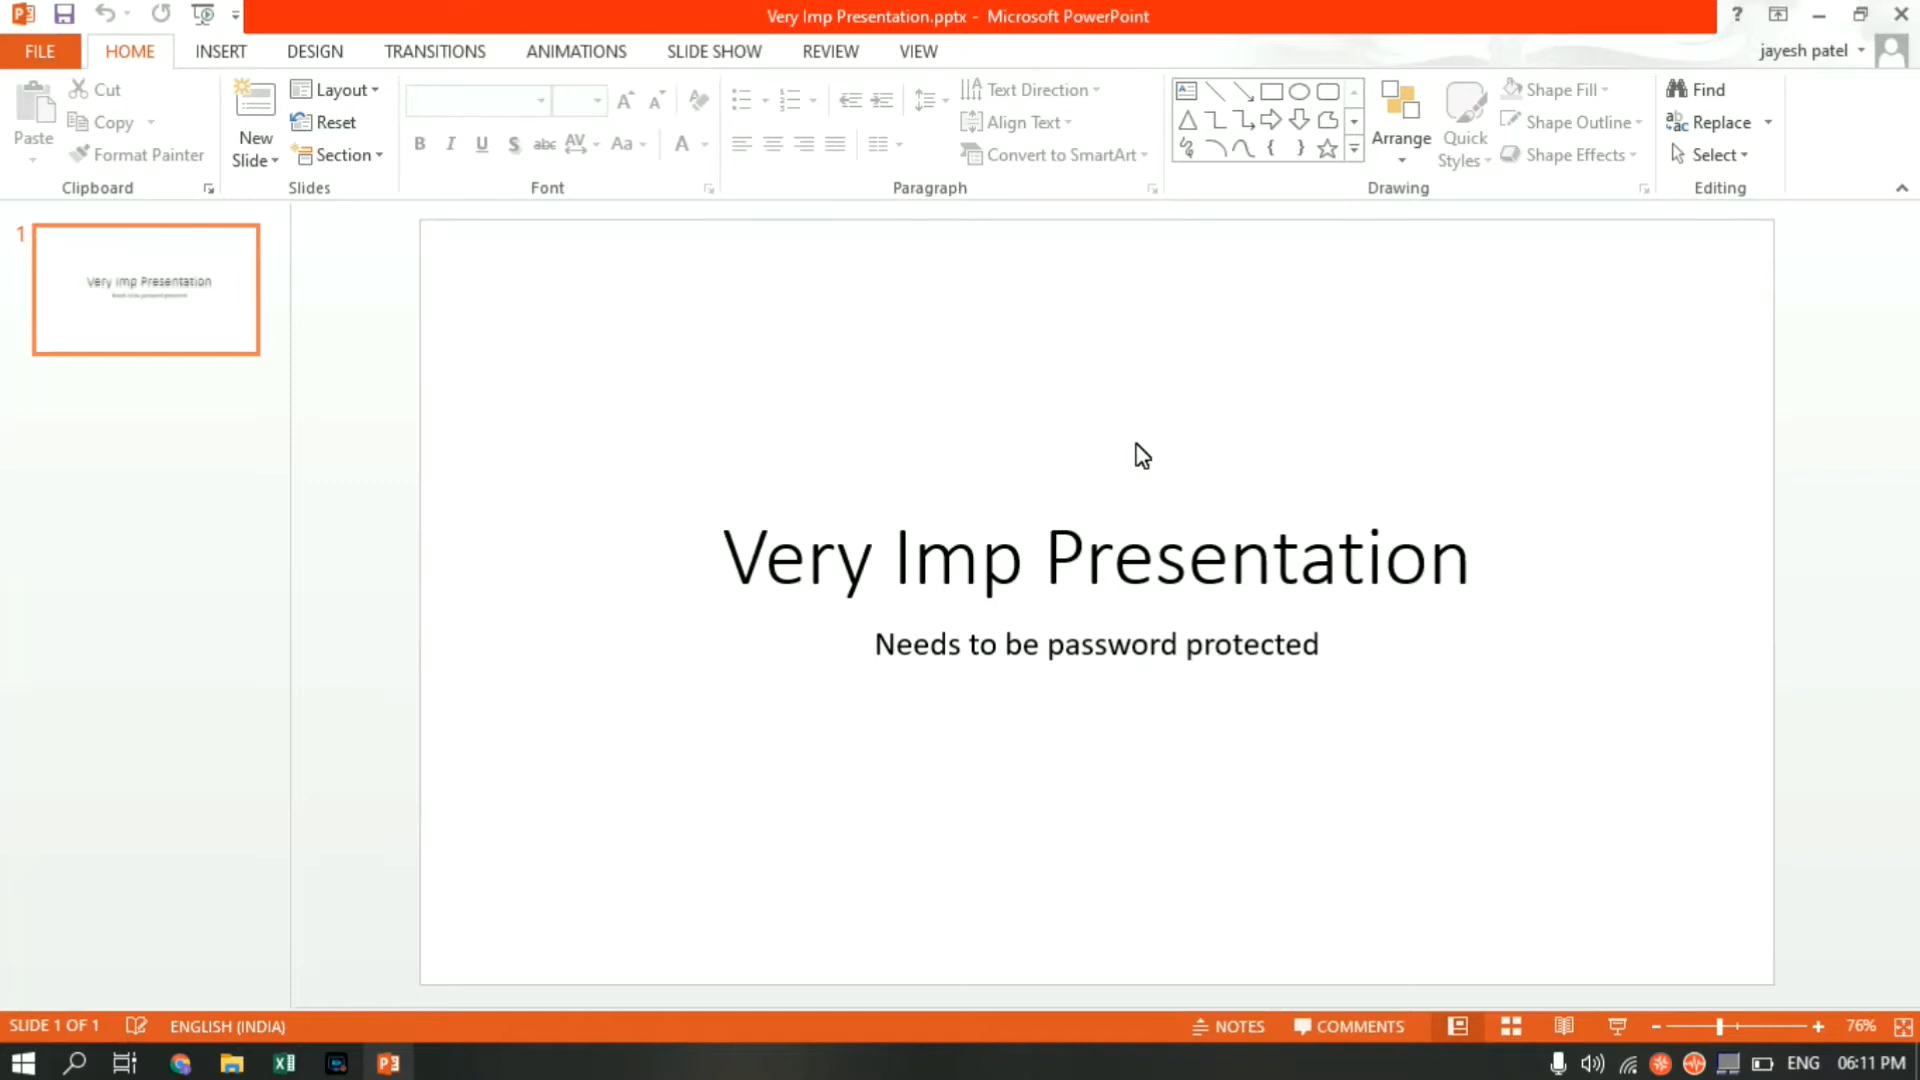 Very Imp Presentation.pptx - Microsoft PowerPoint
?
FILE HOME INSERT DESIGN TRANSITIONS ANIMATIONS SLIDE SHOW REVIEW VIEW jayesh patel
Paste
Cut
Copy
Format Painter
Clipboard
New
Slide
Layout
Reset
Section
Slides
B I U S abc AV Aa A
Font
Text Direction
Align Text
Convert to SmartArt
Paragraph
Arrange
Quick
Styles
Shape Fill
Shape Outline
Shape Effects
Drawing
Find
Replace
Select
Editing
1
Very Imp Presentation
Very Imp Presentation
Needs to be password protected
SLIDE 1 OF 1 ENGLISH (INDIA) NOTES COMMENTS 76%
ENG 06:11 PM